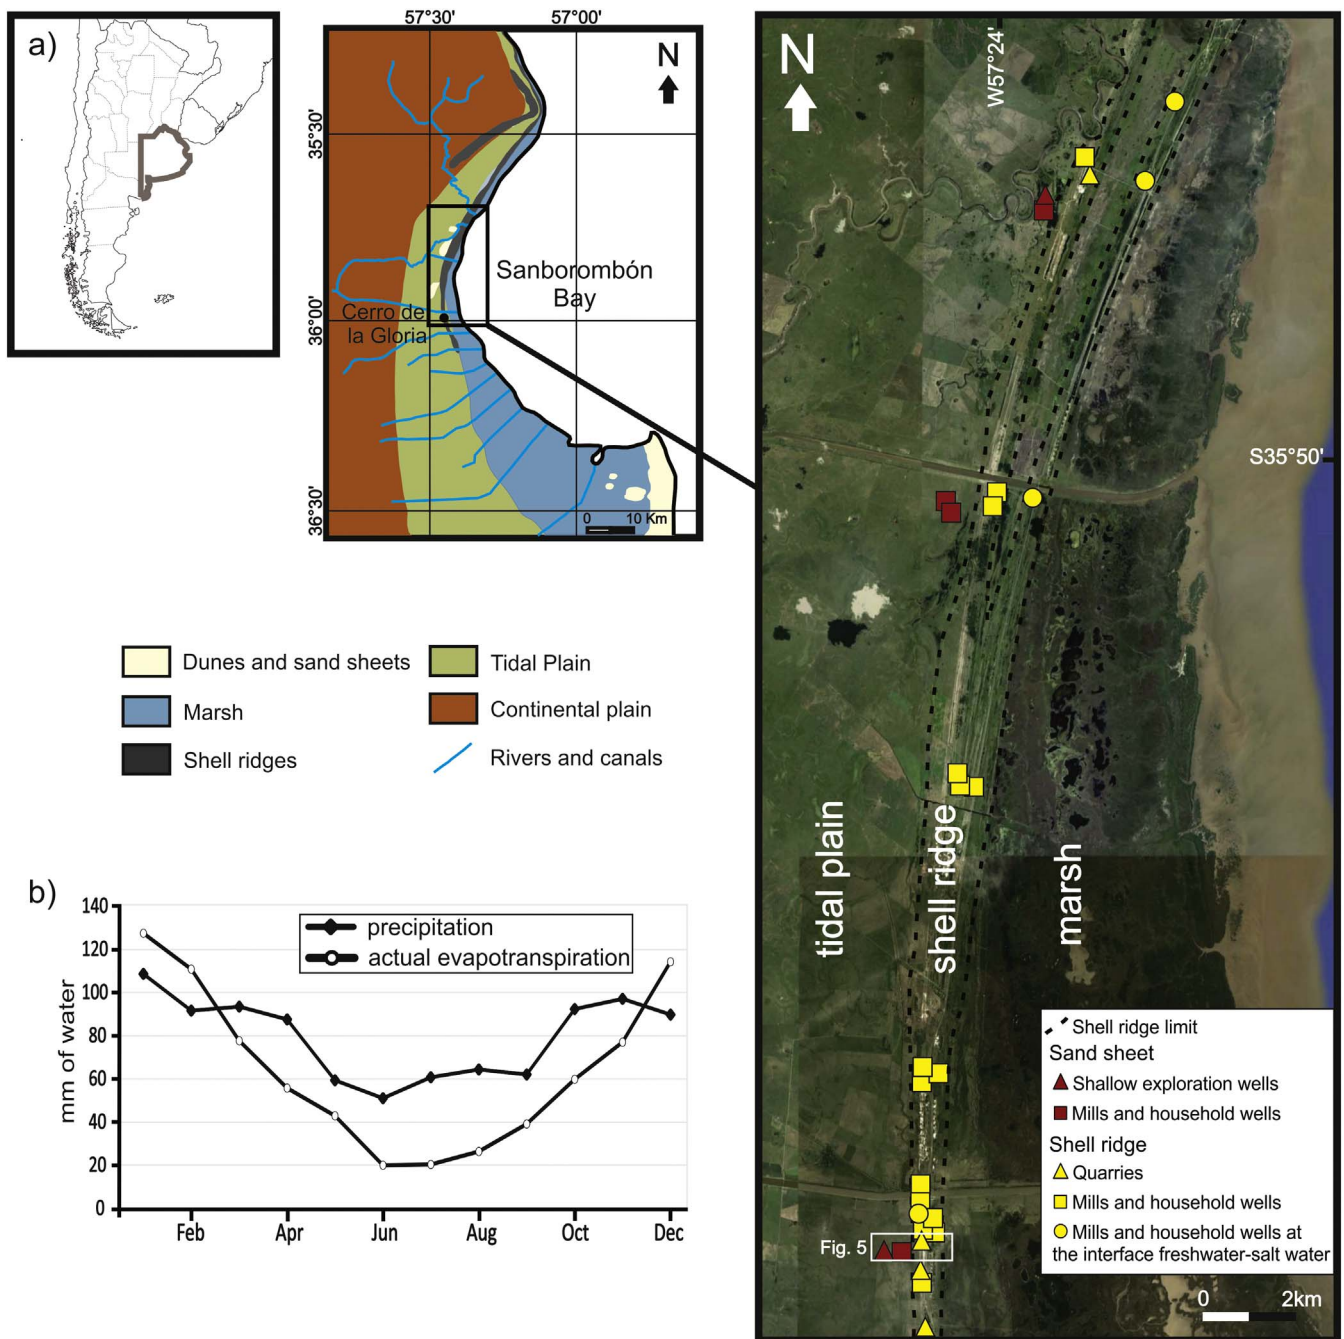 a)
57°30'
57°00'
N
35°30'
Sanborombón
Bay
Cerro de
la Gloria
36°00'
36°30'
0 10 Km
Dunes and sand sheets
Tidal Plain
Marsh
Continental plain
Shell ridges
Rivers and canals
b)
mm of water
140
120
100
80
60
40
20
0
precipitation
actual evapotranspiration
Feb Apr Jun Aug Oct Dec
N
W57°24'
S35°50'
tidal plain
shell ridge
marsh
Fig. 5
Shell ridge limit
Sand sheet
Shallow exploration wells
Mills and household wells
Shell ridge
Quarries
Mills and household wells
Mills and household wells at
the interface freshwater-salt water
0 2km